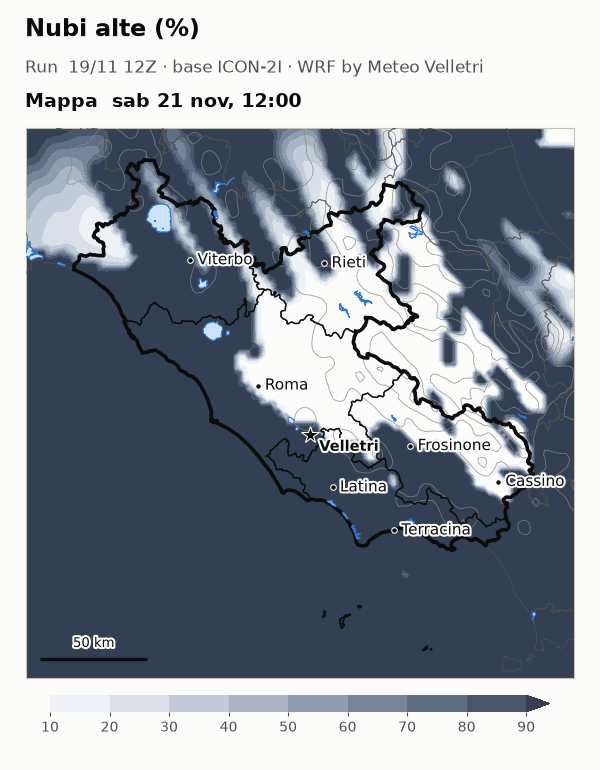 Nubi alte (%)
Run  19/11 12Z · base ICON-2I · WRF by Meteo Velletri
Mappa  sab 21 nov, 12:00
Viterbo
Rieti
Roma
Velletri
Frosinone
Cassino
Latina
Terracina
50 km
10 20 30 40 50 60 70 80 90